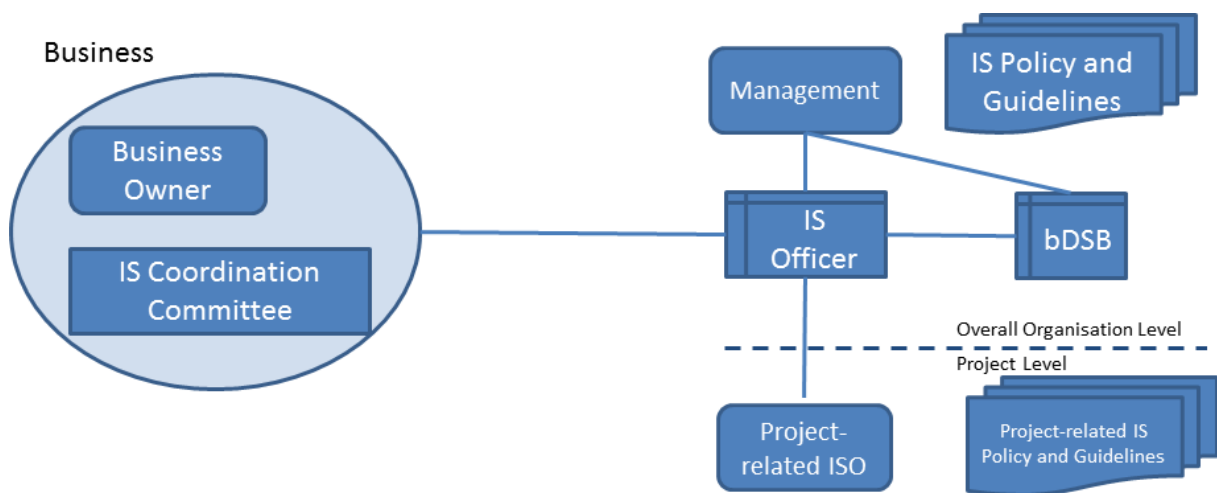 Business
Business
Owner
IS Coordination
Committee
Management
IS Policy and
Guidelines
IS
Officer
bDSB
Overall Organisation Level
Project Level
Project-
related ISO
Project-related IS
Policy and Guidelines